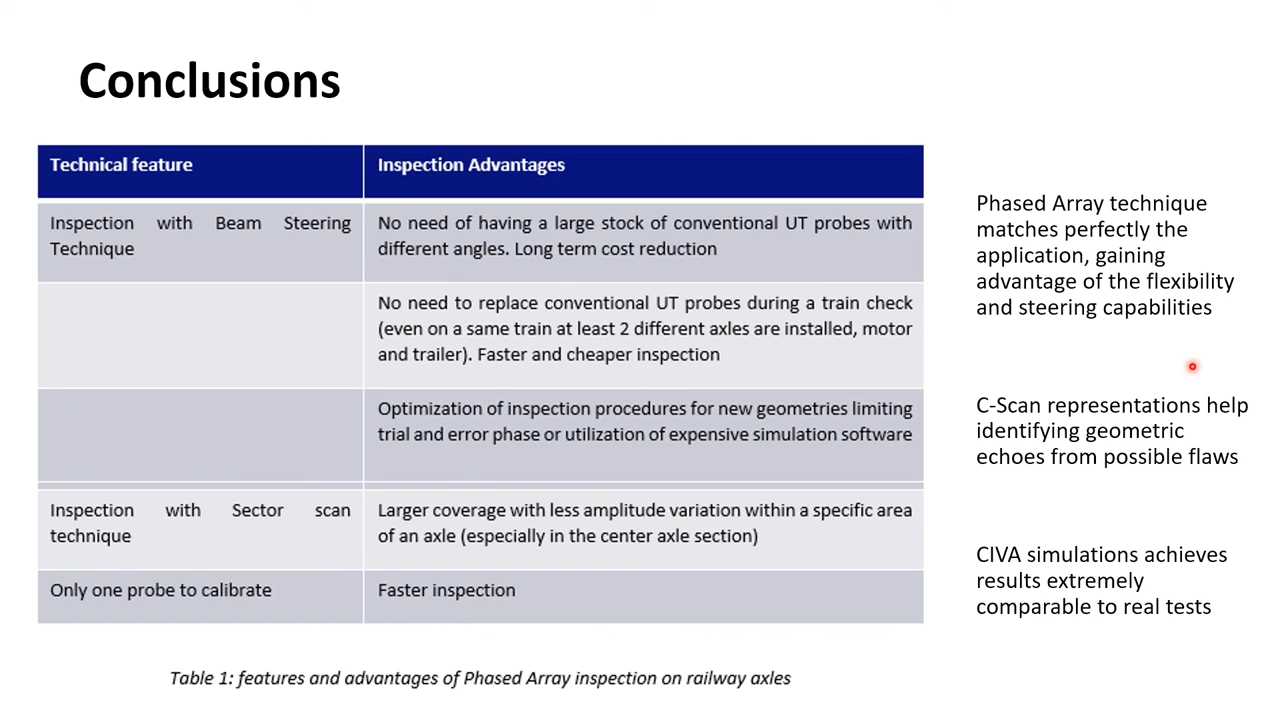 Conclusions
Technical feature
Inspection Advantages
Inspection with Beam Steering
Technique
No need of having a large stock of conventional UT probes with
different angles. Long term cost reduction
No need to replace conventional UT probes during a train check
(even on a same train at least 2 different axles are installed, motor
and trailer). Faster and cheaper inspection
Optimization of inspection procedures for new geometries limiting
trial and error phase or utilization of expensive simulation software
Inspection with Sector scan
technique
Larger coverage with less amplitude variation within a specific area
of an axle (especially in the center axle section)
Only one probe to calibrate
Faster inspection
Table 1: features and advantages of Phased Array inspection on railway axles
Phased Array technique
matches perfectly the
application, gaining
advantage of the flexibility
and steering capabilities
C-Scan representations help
identifying geometric
echoes from possible flaws
CIVA simulations achieves
results extremely
comparable to real tests